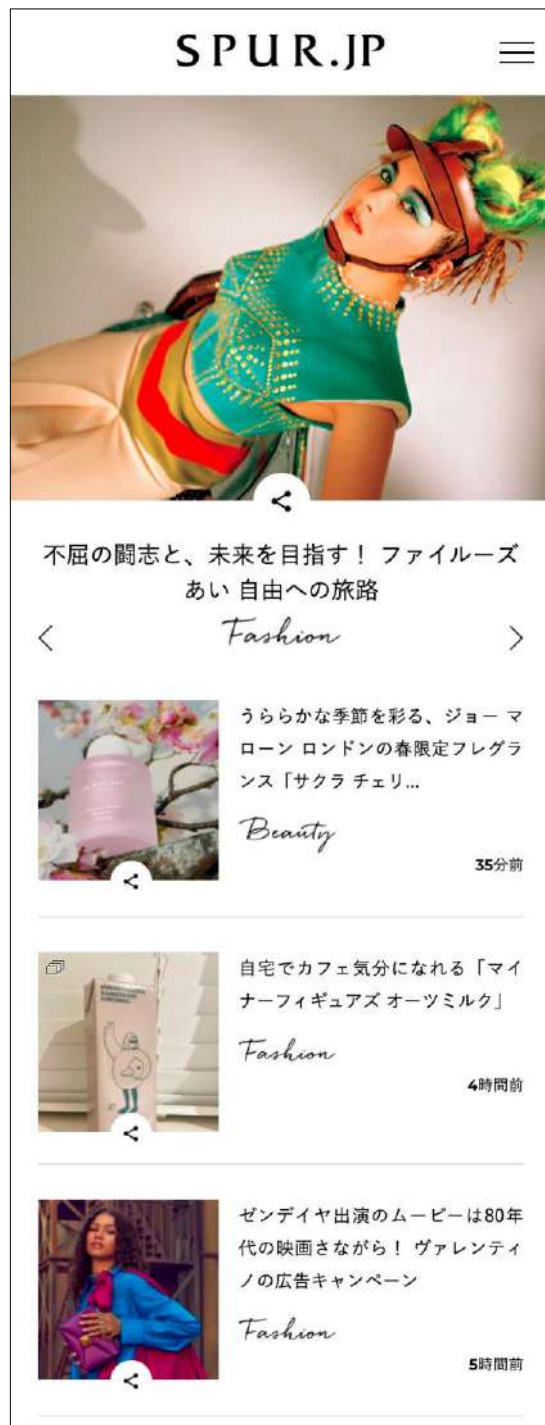 SPUR.JP
不屈の闘志と、未来を目指す！ ファイルーズ
あい 自由への旅路
Fashion
うららかな季節を彩る、ジョー マ
ローン ロンドンの春限定フレグラ
ンス「サクラ チェリ...
Beauty
35分前
自宅でカフェ気分になれる「マイ
ナーフィギュアズ オーツミルク」
Fashion
4時間前
ゼンデイヤ出演のムービーは80年
代の映画さながら！ ヴァレンティ
ノの広告キャンペーン
Fashion
5時間前